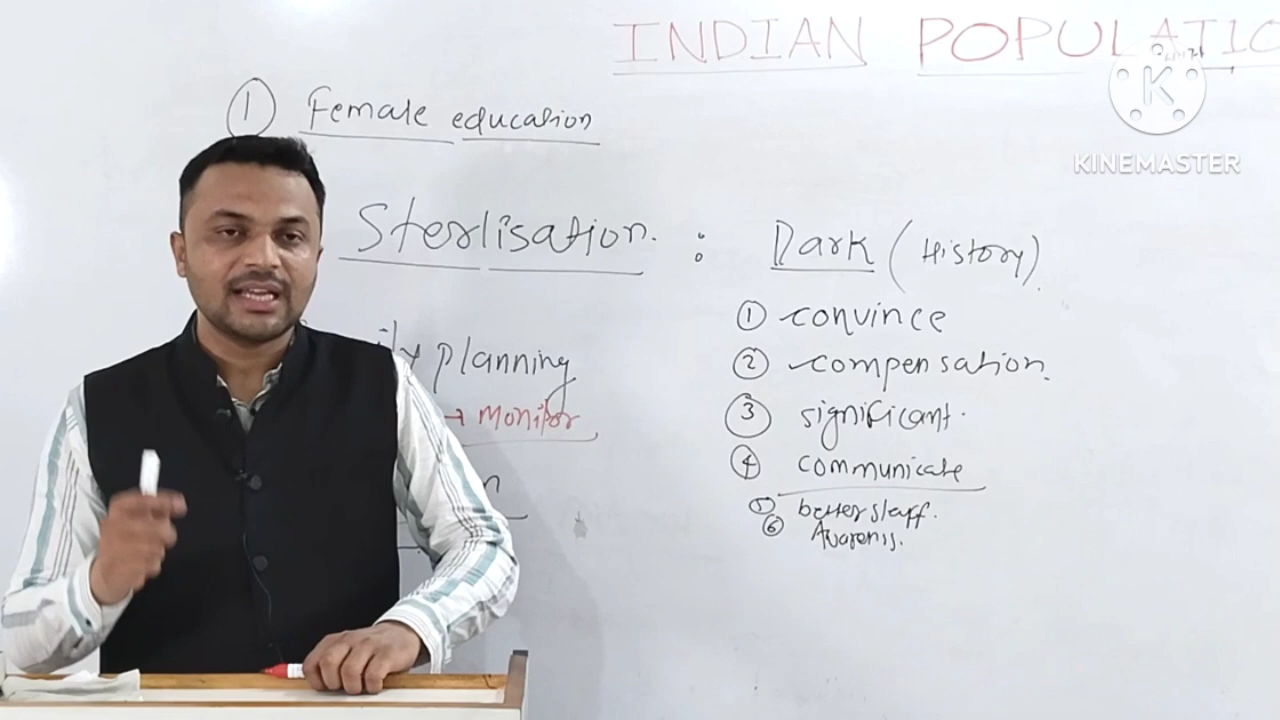 INDIAN POPULATIO
KINEMASTER
① Female education
Sterlisation. : Dark (History).
① convince
② compensation.
③ significant.
④ communicate
⑤ better staff.
⑥
ily planning
→ Monitor
n